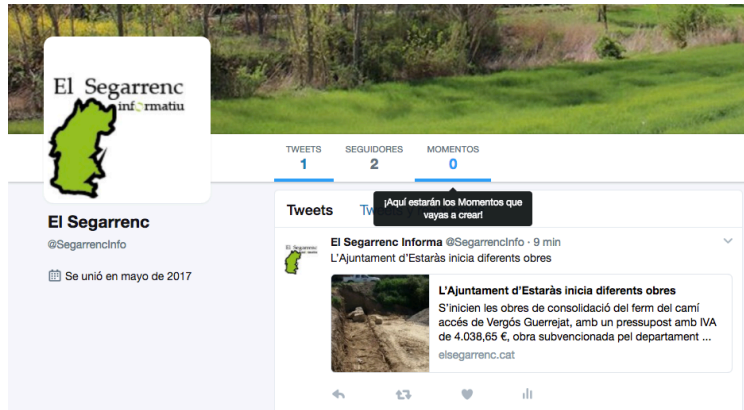 El Segarrenc
informatiu
TWEETS
1
SEGUIDORES
2
MOMENTOS
0
¡Aquí estarán los Momentos que
vayas a crear!
El Segarrenc
@SegarrencInfo
Se unió en mayo de 2017
Tweets
El Segarrenc Informa @SegarrencInfo · 9 min
L'Ajuntament d'Estaràs inicia diferents obres
L'Ajuntament d'Estaràs inicia diferents obres
S'inicien les obres de consolidació del ferm del camí
accés de Vergós Guerrejat, amb un pressupost amb IVA
de 4.038,65 €, obra subvencionada pel departament ...
elsegarrenc.cat